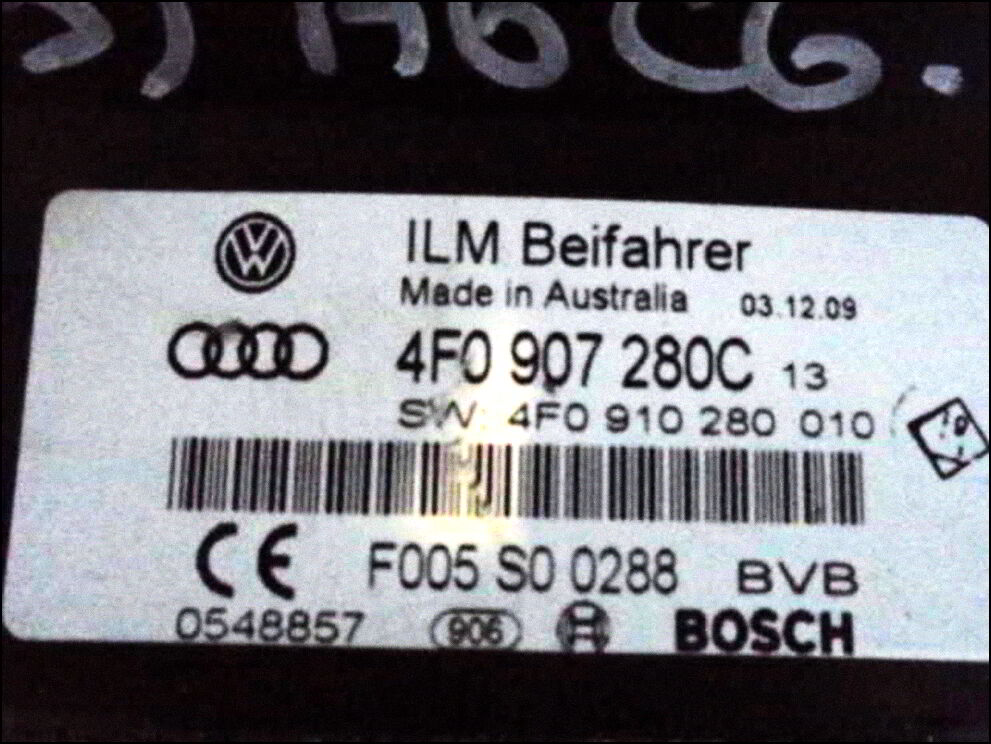 ILM Beifahrer
Made in Australia 03.12.09
4F0 907 280C 13
SW: 4F0 910 280 010
CE F005 S0 0288 BVB
0548857 906 BOSCH